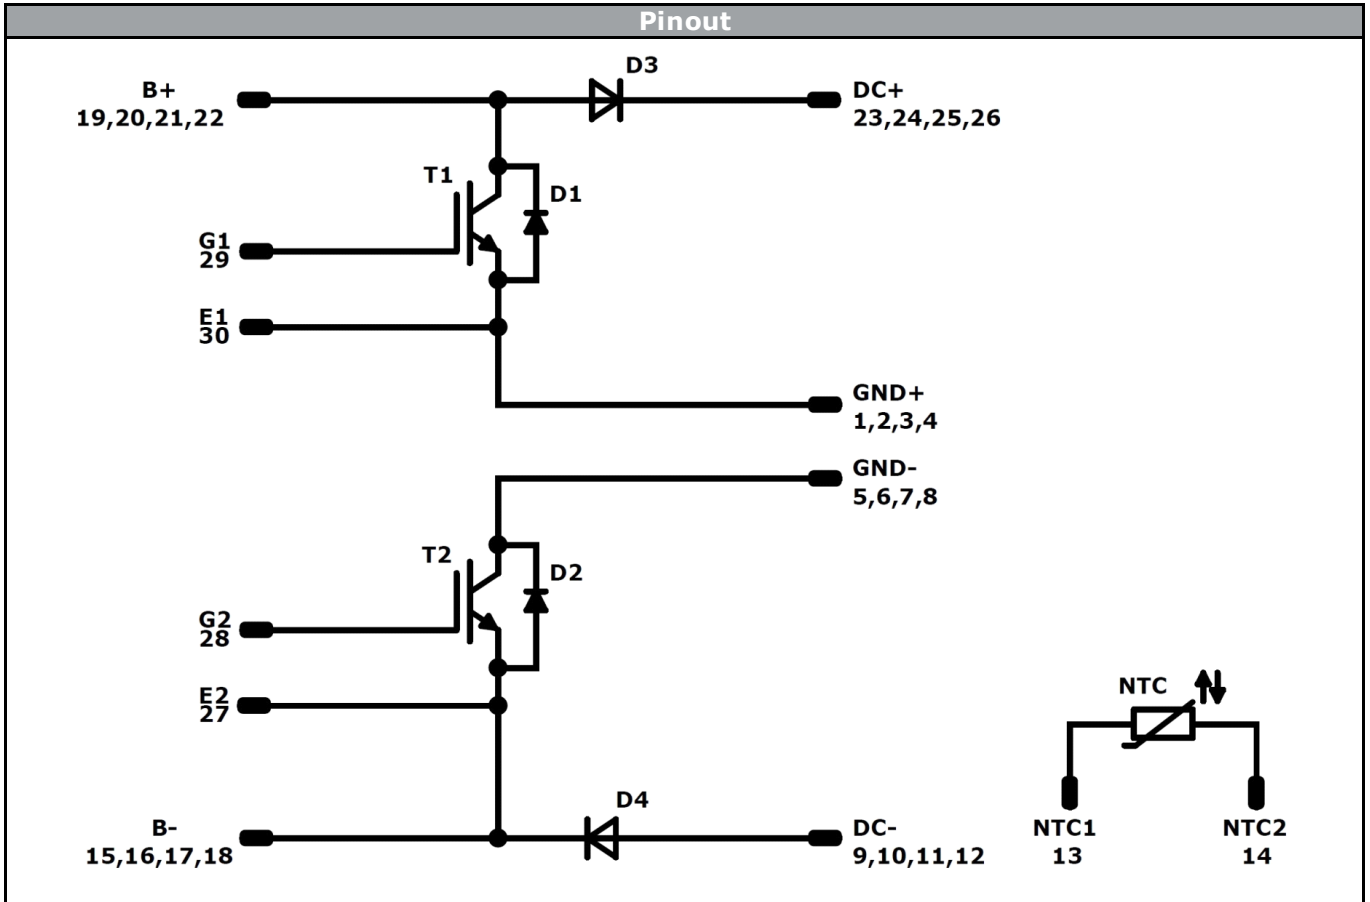 Pinout
D3
B+
19,20,21,22
DC+
23,24,25,26
T1
D1
G1
29
E1
30
GND+
1,2,3,4
GND-
5,6,7,8
T2
D2
G2
28
E2
27
NTC
D4
B-
15,16,17,18
DC-
9,10,11,12
NTC1
13
NTC2
14